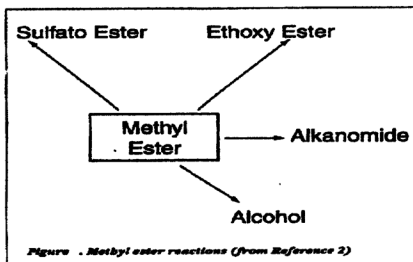 Sulfato Ester Ethoxy Ester
Methyl
Ester
Alkanomide
Alcohol
Figure . Methyl ester reactions (from Reference 2)